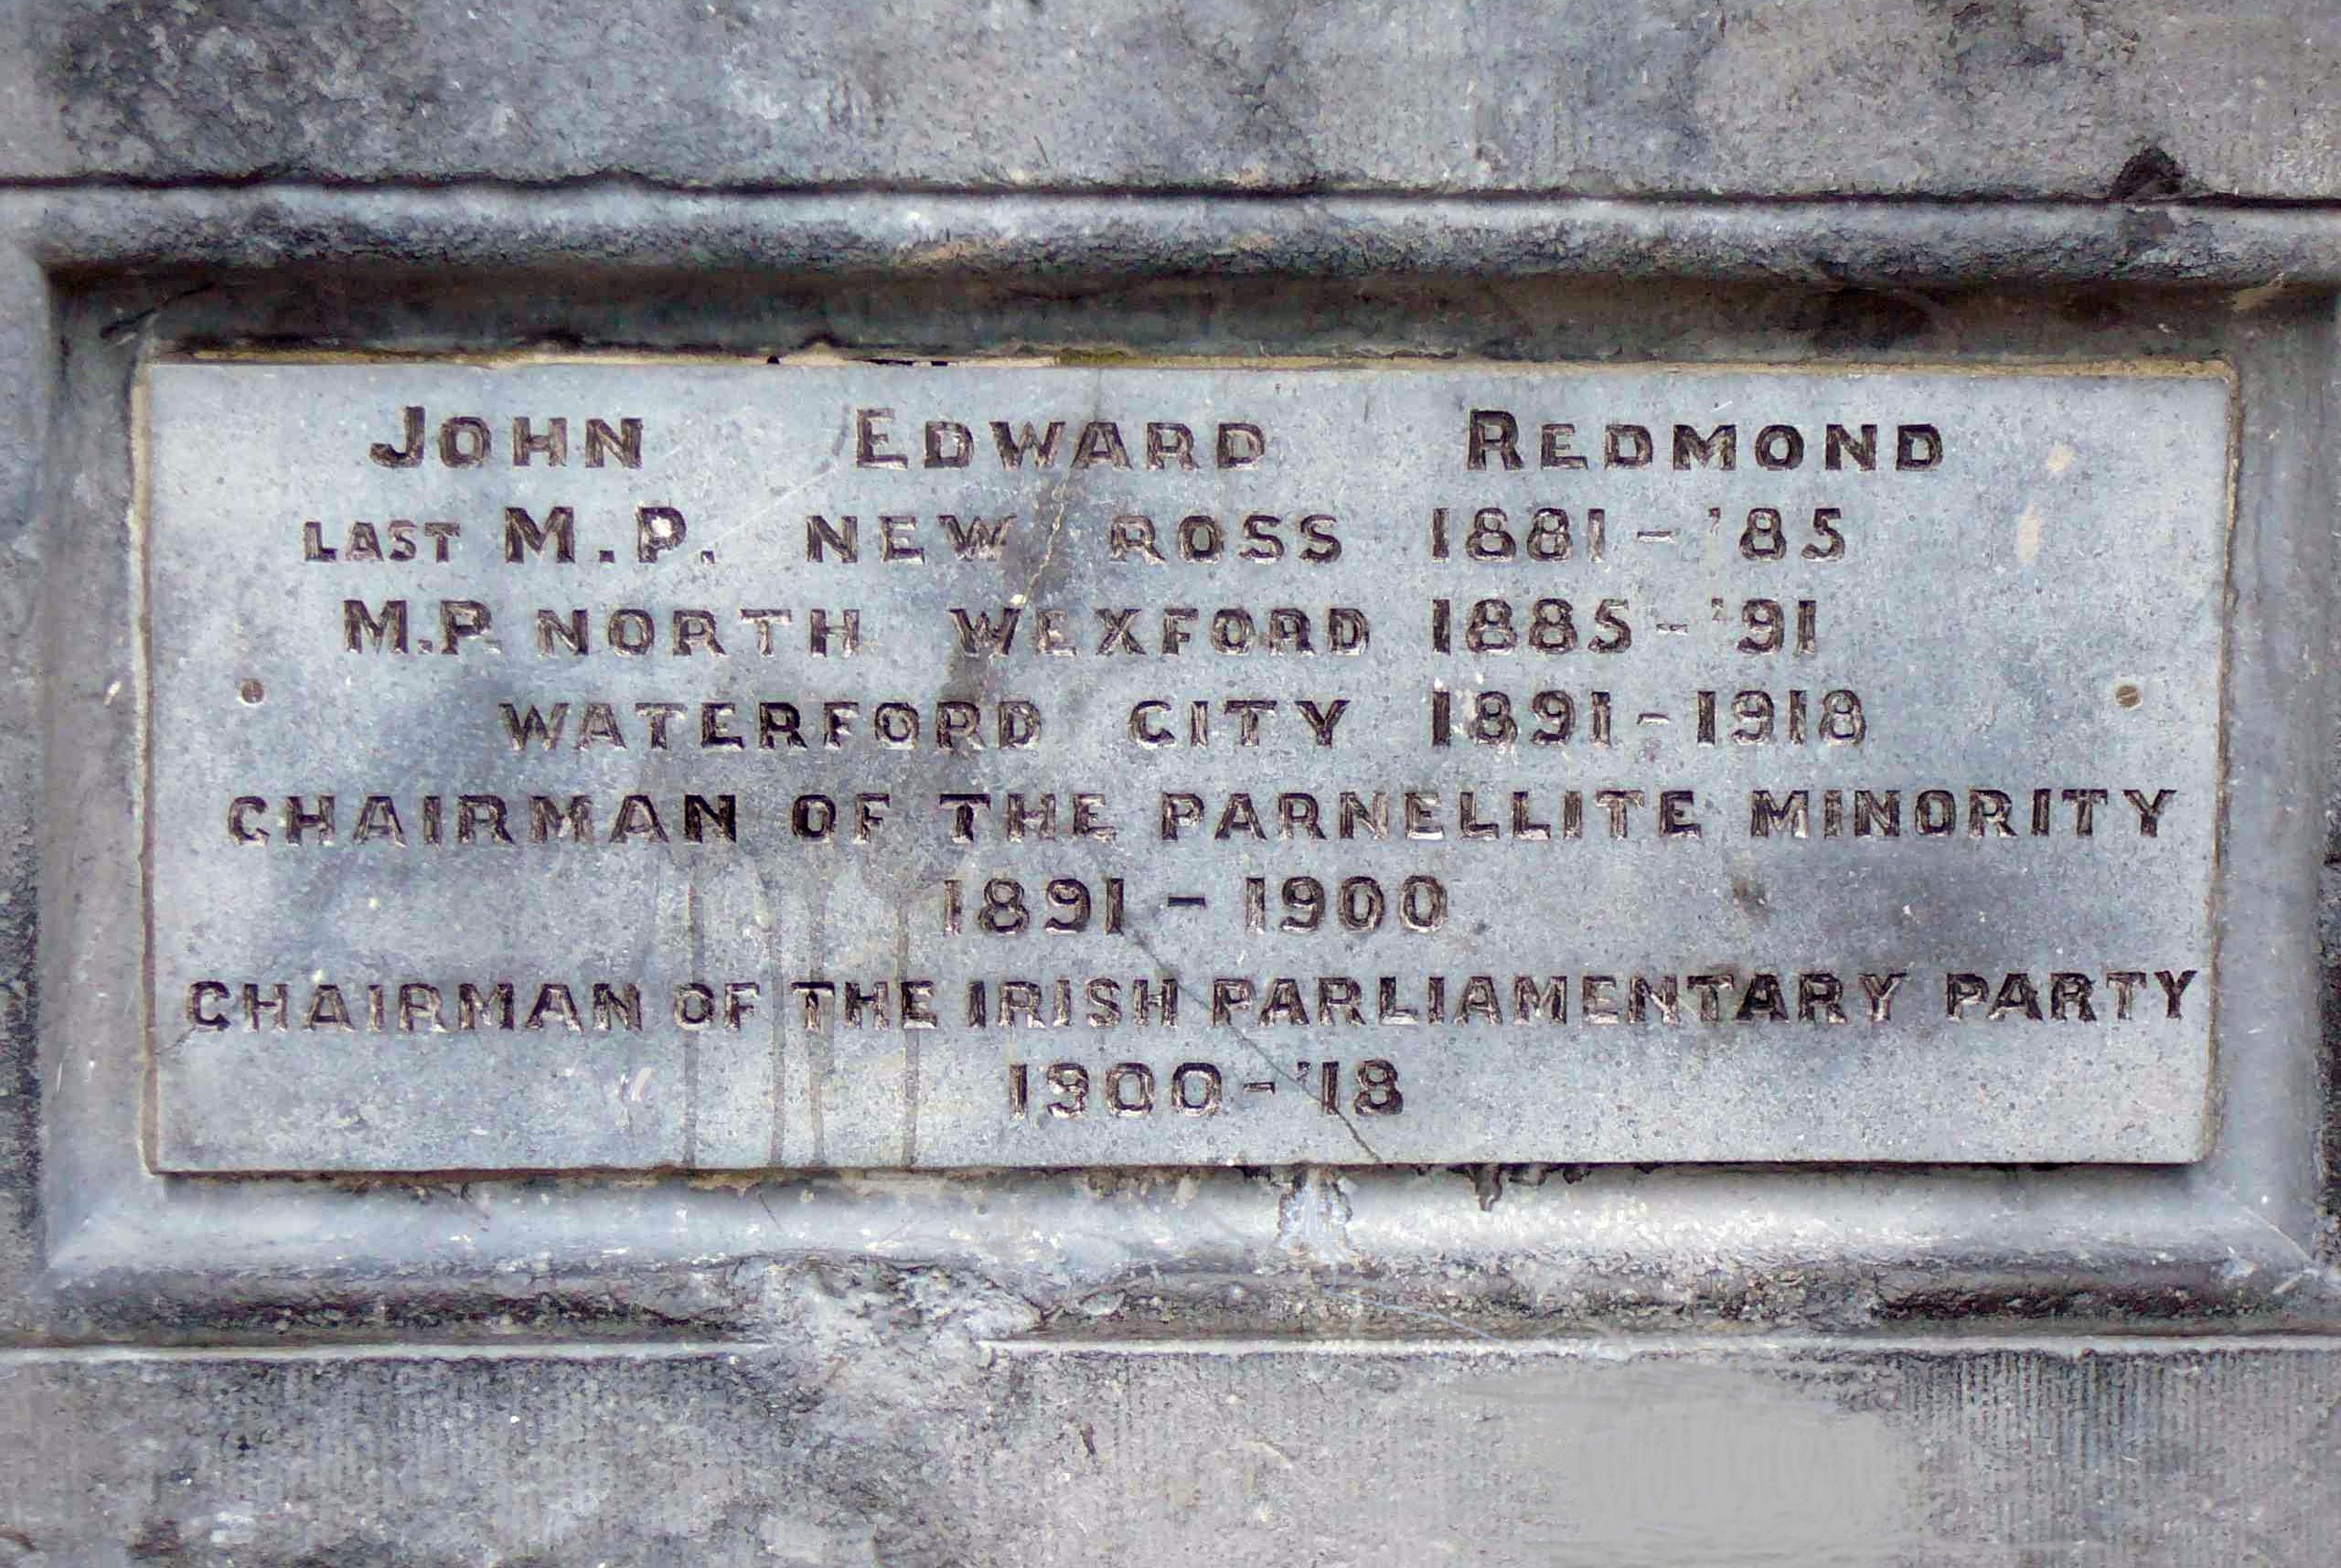 JOHN EDWARD REDMOND
LAST M.P. NEW ROSS 1881-'85
M.P. NORTH WEXFORD 1885-'91
WATERFORD CITY 1891-1918
CHAIRMAN OF THE PARNELLITE MINORITY
1891 - 1900
CHAIRMAN OF THE IRISH PARLIAMENTARY PARTY
1900-'18